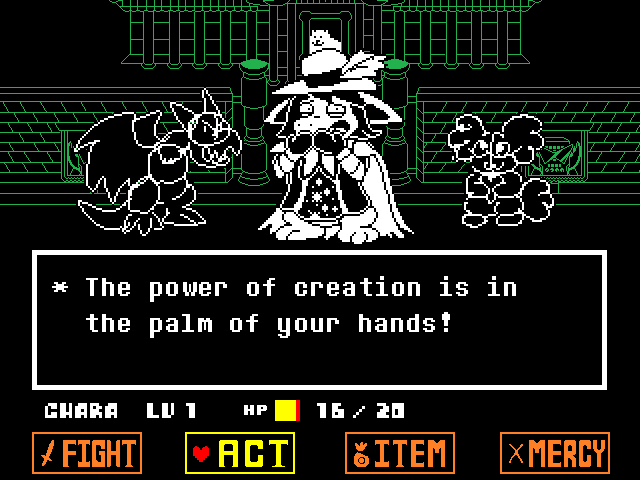 * The power of creation is in
the palm of your hands!
CHARA LV 1 HP 16 / 20
FIGHT ACT ITEM MERCY